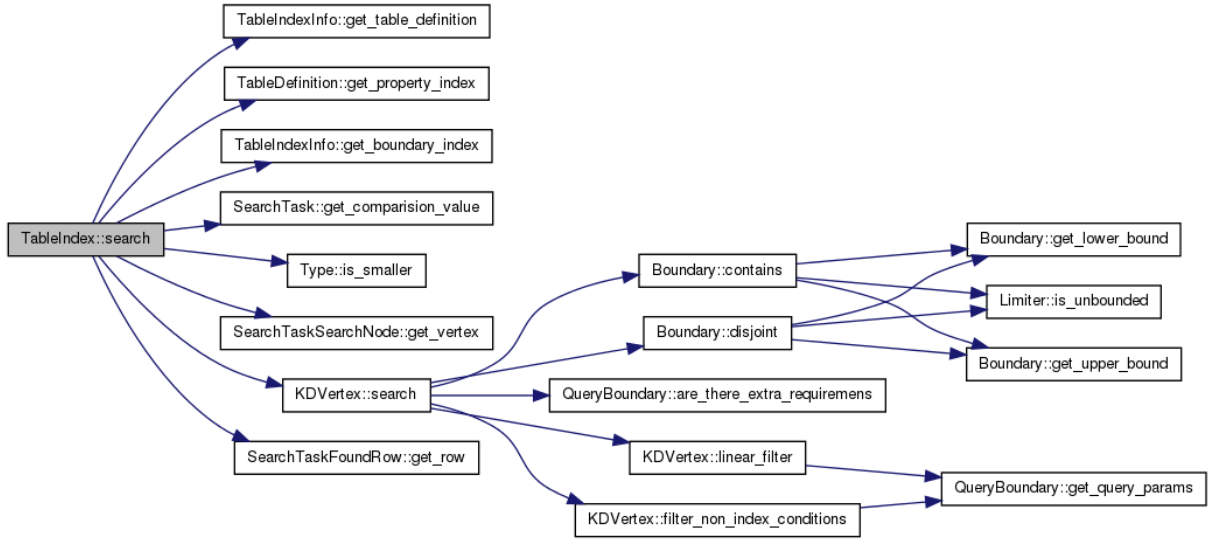 TableIndexInfo::get_table_definition
TableDefinition::get_property_index
TableIndexInfo::get_boundary_index
SearchTask::get_comparision_value
TableIndex::search
Boundary::get_lower_bound
Type::is_smaller
Boundary::contains
Limiter::is_unbounded
SearchTaskSearchNode::get_vertex
Boundary::disjoint
Boundary::get_upper_bound
KDVertex::search
QueryBoundary::are_there_extra_requiremens
SearchTaskFoundRow::get_row
KDVertex::linear_filter
QueryBoundary::get_query_params
KDVertex::filter_non_index_conditions